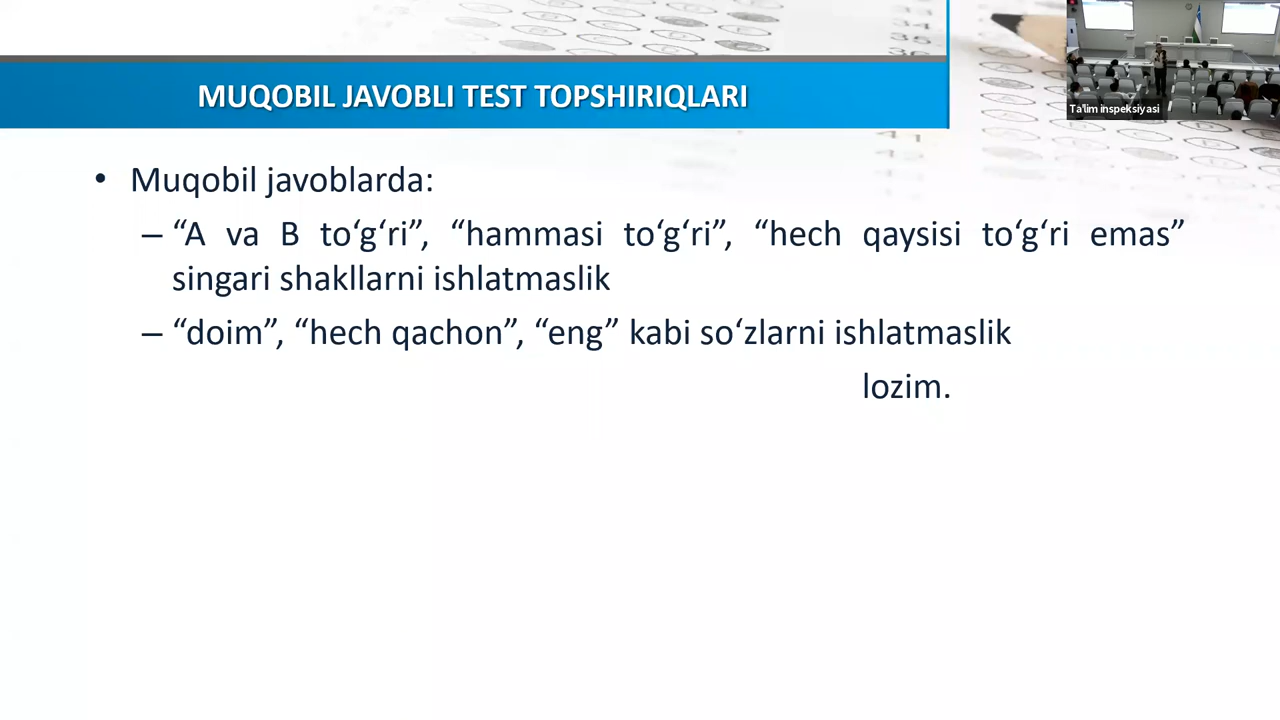 MUQOBIL JAVOBLI TEST TOPSHIRIQLARI
Ta'lim inspeksiyasi
• Muqobil javoblarda:
– “A va B to‘g‘ri”, “hammasi to‘g‘ri”, “hech qaysisi to‘g‘ri emas”
singari shakllarni ishlatmaslik
– “doim”, “hech qachon”, “eng” kabi so‘zlarni ishlatmaslik
lozim.